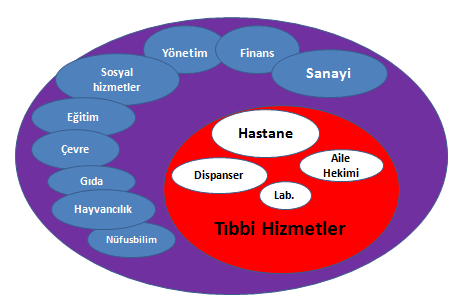 Yönetim
Finans
Sosyal
hizmetler
Sanayi
Eğitim
Çevre
Gıda
Hayvancılık
Nüfusbilim
Hastane
Dispanser
Aile
Hekimi
Lab.
Tıbbi Hizmetler